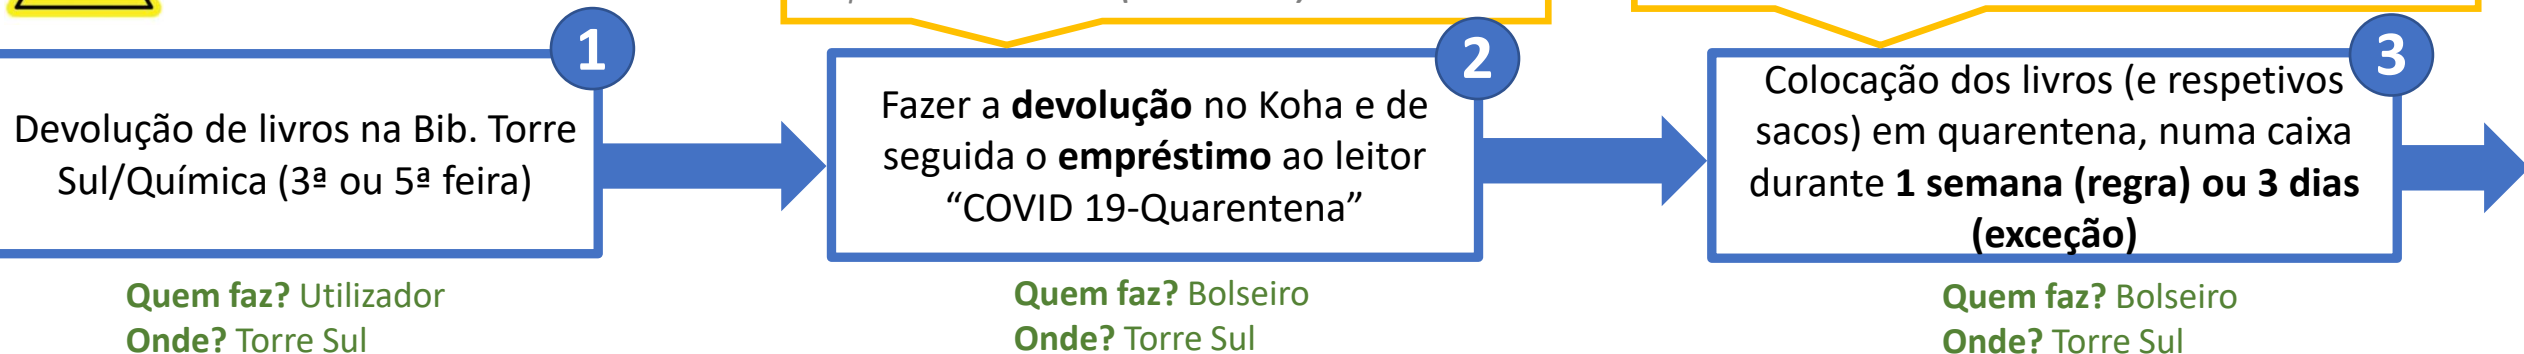 1
Devolução de livros na Bib. Torre
Sul/Química (3ª ou 5ª feira)
Quem faz? Utilizador
Onde? Torre Sul
2
Fazer a devolução no Koha e de
seguida o empréstimo ao leitor
“COVID 19-Quarentena”
Quem faz? Bolseiro
Onde? Torre Sul
3
Colocação dos livros (e respetivos
sacos) em quarentena, numa caixa
durante 1 semana (regra) ou 3 dias
(exceção)
Quem faz? Bolseiro
Onde? Torre Sul